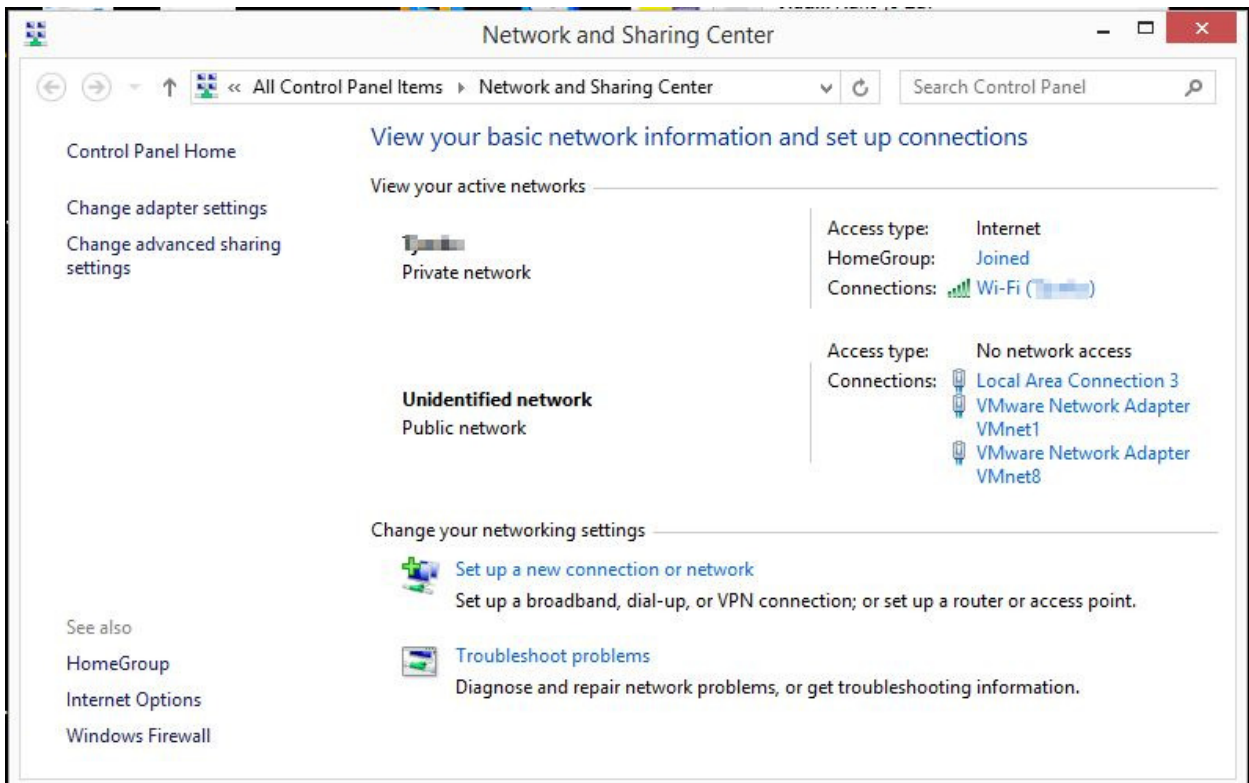 Network and Sharing Center
« All Control Panel Items Network and Sharing Center
Search Control Panel
Control Panel Home
Change adapter settings
Change advanced sharing
settings
View your basic network information and set up connections
View your active networks
Private network
Access type: Internet
HomeGroup: Joined
Connections: Wi-Fi ( )
Unidentified network
Public network
Access type: No network access
Connections: Local Area Connection 3
VMware Network Adapter
VMnet1
VMware Network Adapter
VMnet8
Change your networking settings
Set up a new connection or network
Set up a broadband, dial-up, or VPN connection; or set up a router or access point.
Troubleshoot problems
Diagnose and repair network problems, or get troubleshooting information.
See also
HomeGroup
Internet Options
Windows Firewall